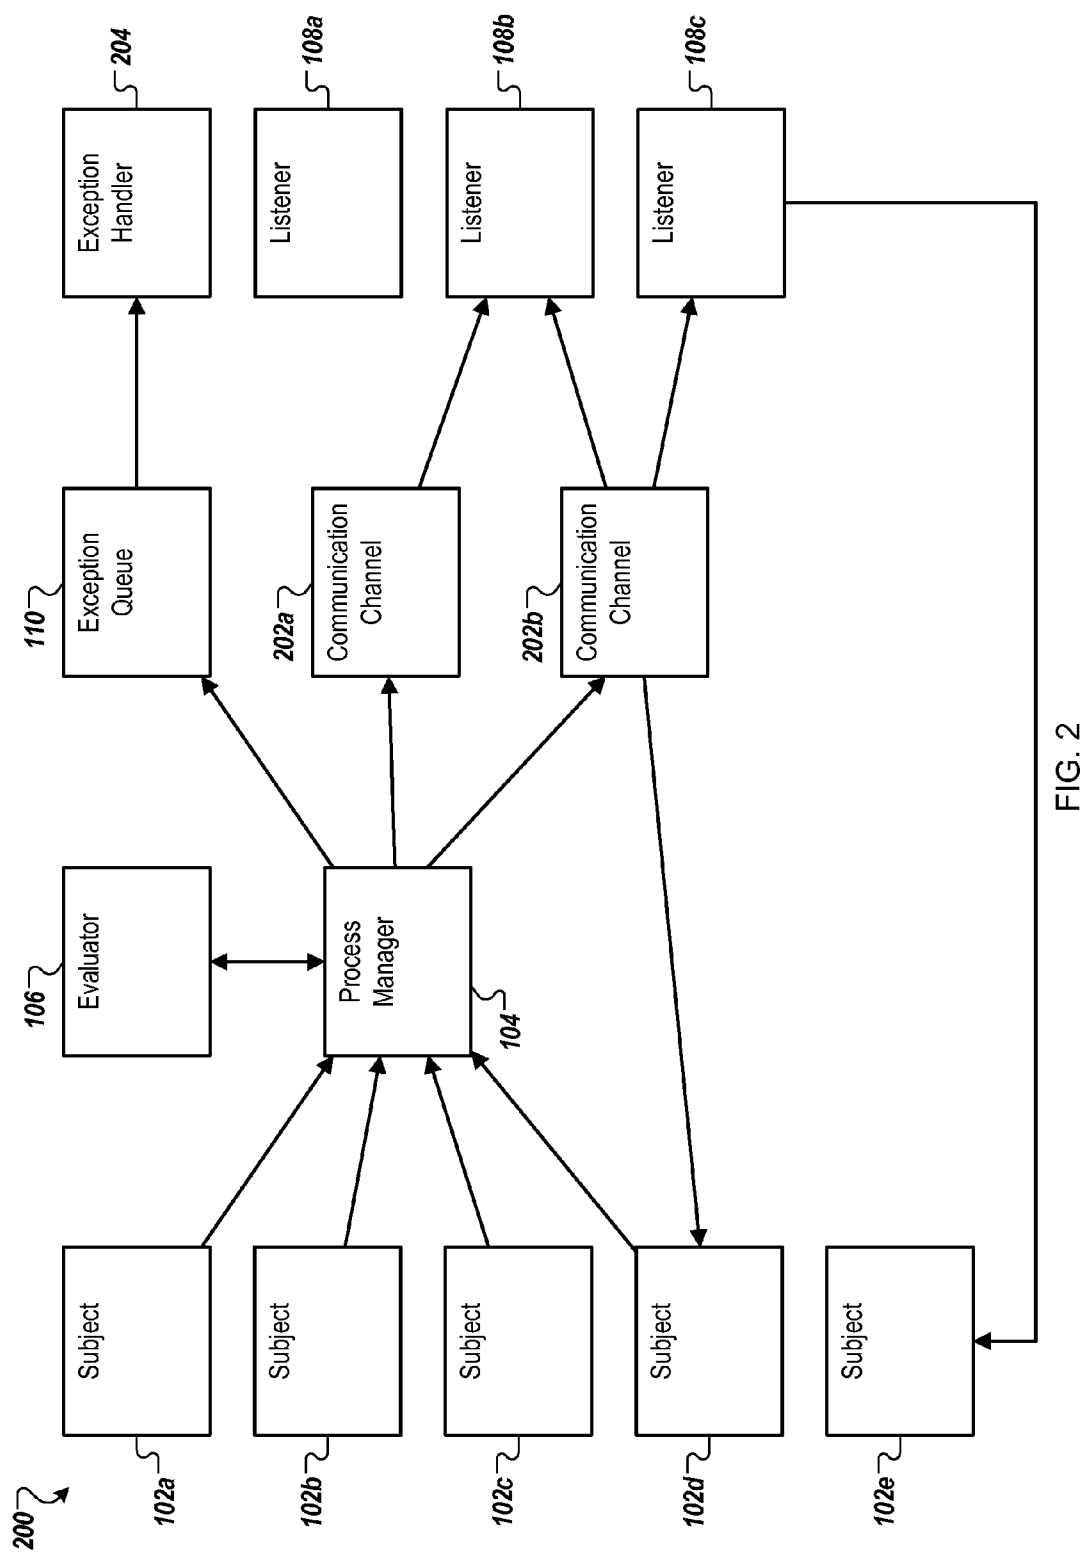 200
102a
Subject
102b
Subject
102c
Subject
102d
Subject
102e
Subject
106
Evaluator
Process
Manager
104
110
Exception
Queue
202a
Communication
Channel
202b
Communication
Channel
204
Exception
Handler
108a
Listener
108b
Listener
108c
Listener
FIG. 2